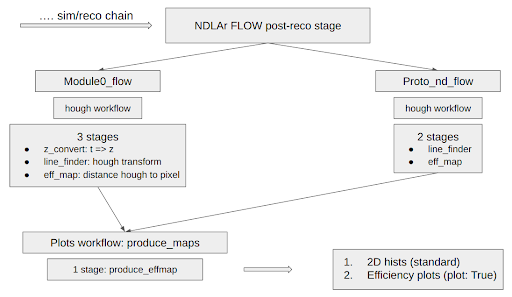 .... sim/reco chain
NDLAr FLOW post-reco stage
Module0_flow
Proto_nd_flow
hough workflow
hough workflow
3 stages
● z_convert: t => z
● line_finder: hough transform
● eff_map: distance hough to pixel
2 stages
● line_finder
● eff_map
Plots workflow: produce_maps
1 stage: produce_effmap
1. 2D hists (standard)
2. Efficiency plots (plot: True)